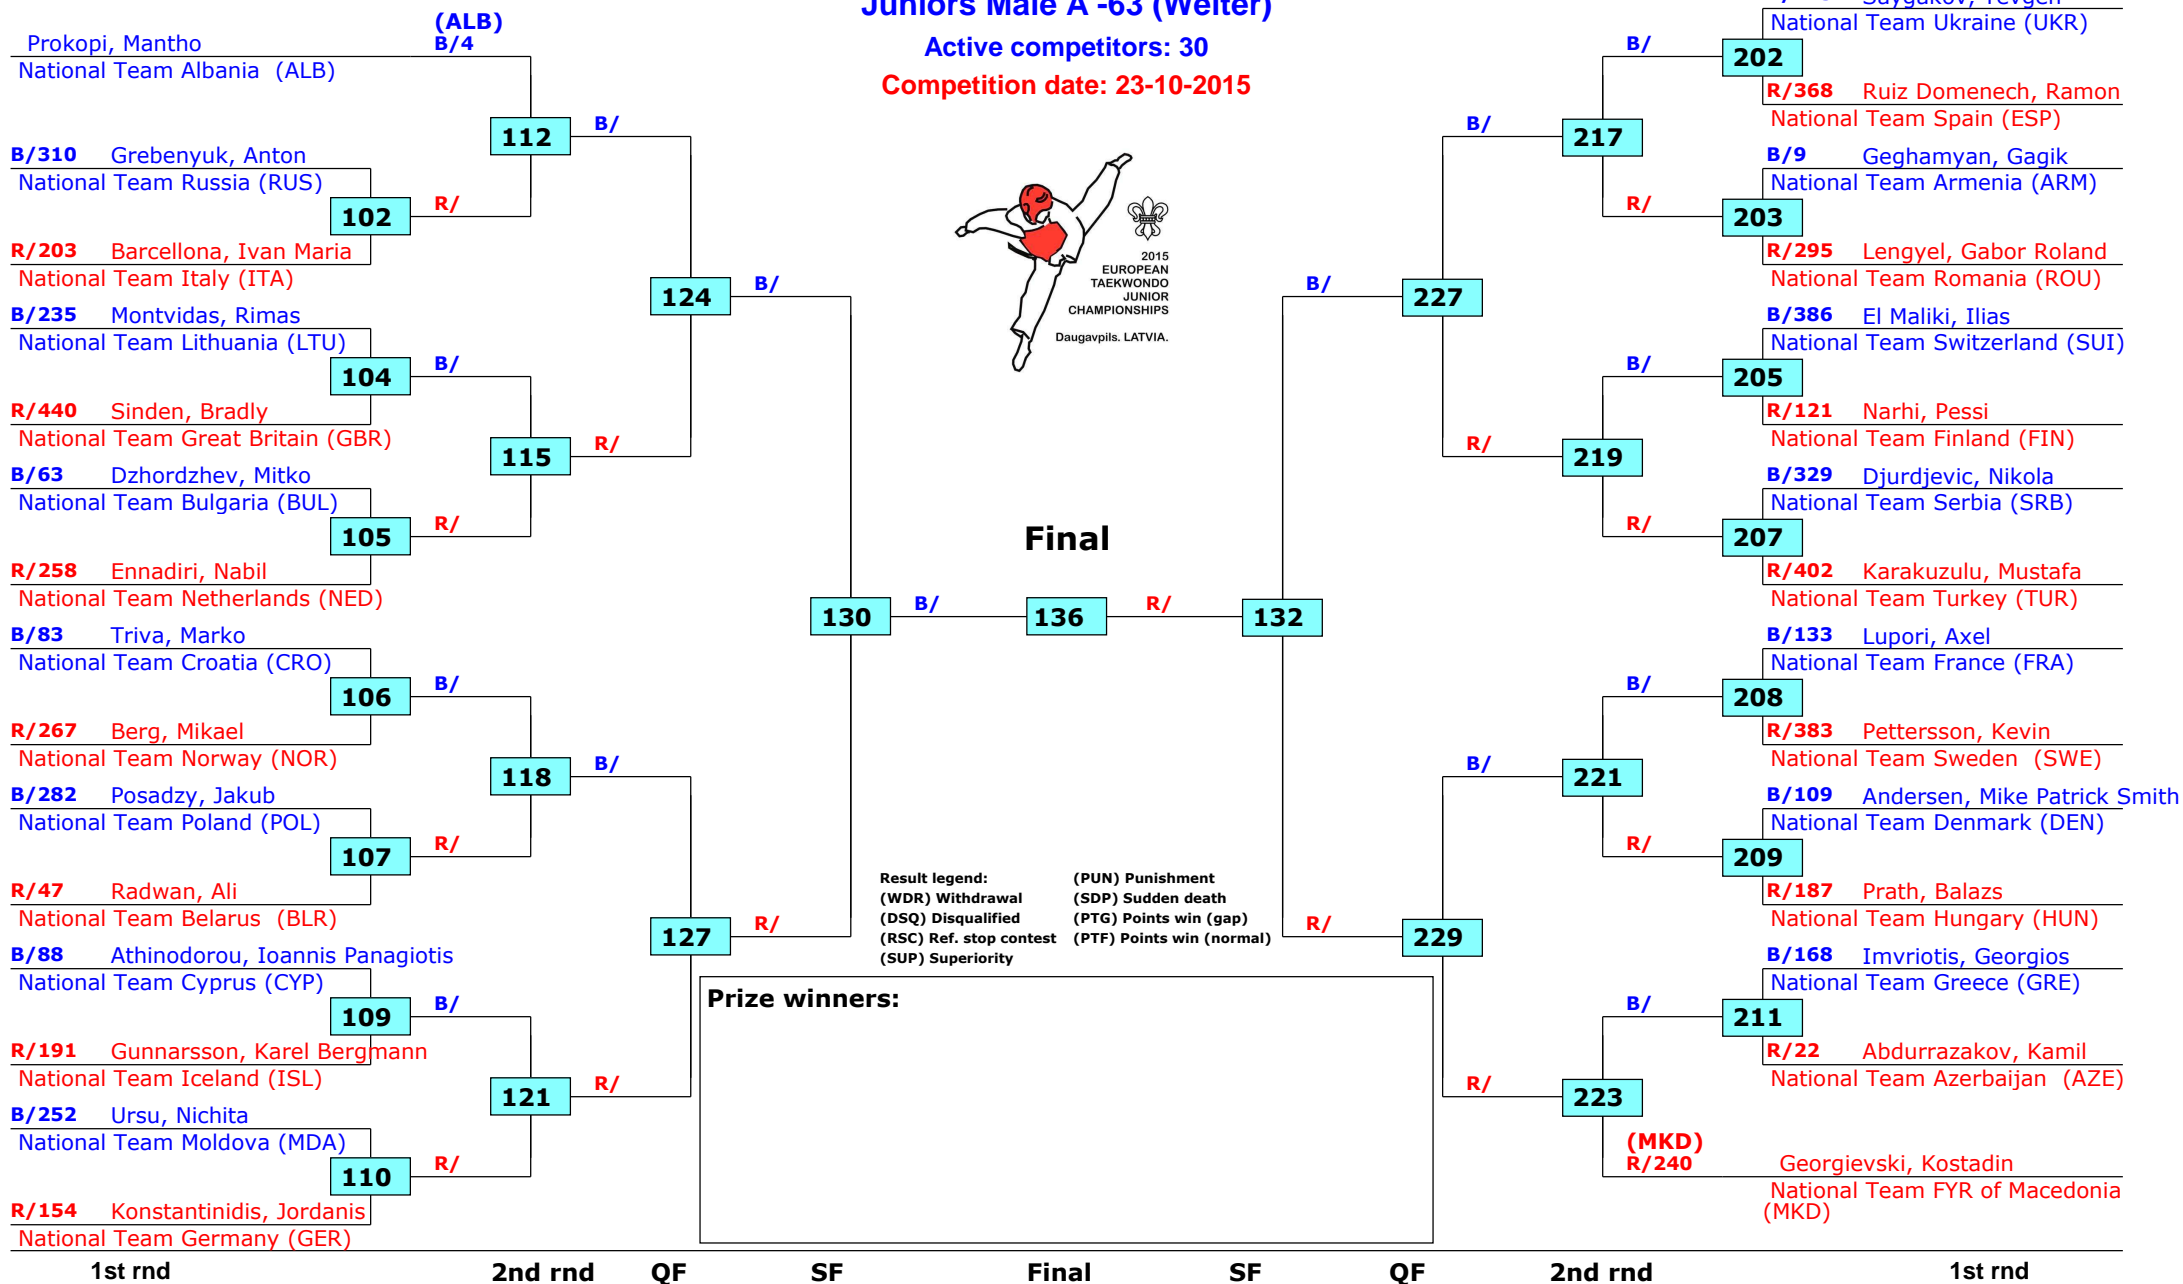 Juniors Male A -63 (Welter)
Active competitors: 30
Competition date: 23-10-2015
(ALB)
Prokopi, Mantho B/4
National Team Albania (ALB)
112 B/
B/310 Grebenyuk, Anton
National Team Russia (RUS)
102 R/
R/203 Barcellona, Ivan Maria
National Team Italy (ITA)
124 B/
B/235 Montvidas, Rimas
National Team Lithuania (LTU)
104 B/
R/440 Sinden, Bradly
National Team Great Britain (GBR)
115 R/
B/63 Dzhordzhev, Mitko
National Team Bulgaria (BUL)
105 R/
R/258 Ennadiri, Nabil
National Team Netherlands (NED)
130 B/
B/83 Triva, Marko
National Team Croatia (CRO)
106 B/
R/267 Berg, Mikael
National Team Norway (NOR)
118 B/
B/282 Posadzy, Jakub
National Team Poland (POL)
107 R/
R/47 Radwan, Ali
National Team Belarus (BLR)
127 R/
B/88 Athinodorou, Ioannis Panagiotis
National Team Cyprus (CYP)
109 B/
R/191 Gunnarsson, Karel Bergmann
National Team Iceland (ISL)
121 R/
B/252 Ursu, Nichita
National Team Moldova (MDA)
110 R/
R/154 Konstantinidis, Jordanis
National Team Germany (GER)
2015
EUROPEAN
TAEKWONDO
JUNIOR
CHAMPIONSHIPS
Daugavpils. LATVIA.
Final
136
R/ 132
Result legend:
(WDR) Withdrawal
(DSQ) Disqualified
(RSC) Ref. stop contest
(SUP) Superiority
(PUN) Punishment
(SDP) Sudden death
(PTG) Points win (gap)
(PTF) Points win (normal)
Prize winners:
Saygakov, Yevgen
National Team Ukraine (UKR)
B/ 202
R/368 Ruiz Domenech, Ramon
National Team Spain (ESP)
B/ 217
B/9 Geghamyan, Gagik
National Team Armenia (ARM)
R/ 203
R/295 Lengyel, Gabor Roland
National Team Romania (ROU)
B/ 227
B/386 El Maliki, Ilias
National Team Switzerland (SUI)
B/ 205
R/121 Narhi, Pessi
National Team Finland (FIN)
R/ 219
B/329 Djurdjevic, Nikola
National Team Serbia (SRB)
R/ 207
R/402 Karakuzulu, Mustafa
National Team Turkey (TUR)
B/133 Lupori, Axel
National Team France (FRA)
B/ 208
R/383 Pettersson, Kevin
National Team Sweden (SWE)
B/ 221
B/109 Andersen, Mike Patrick Smith
National Team Denmark (DEN)
R/ 209
R/187 Prath, Balazs
National Team Hungary (HUN)
R/ 229
B/168 Imvriotis, Georgios
National Team Greece (GRE)
B/ 211
R/22 Abdurrazakov, Kamil
National Team Azerbaijan (AZE)
R/ 223
(MKD)
R/240 Georgievski, Kostadin
National Team FYR of Macedonia
(MKD)
1st rnd 2nd rnd QF SF Final SF QF 2nd rnd 1st rnd